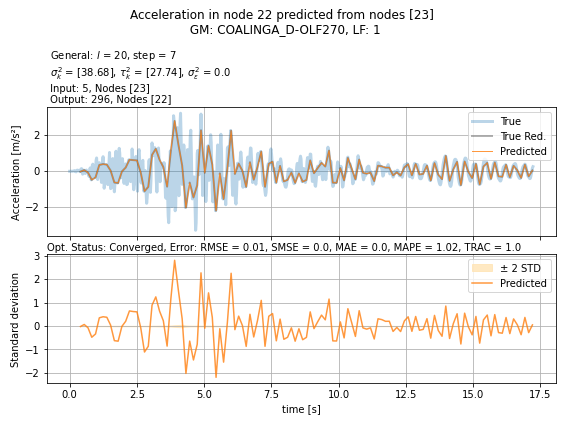 Acceleration in node 22 predicted from nodes [23]
GM: COALINGA_D-OLF270, LF: 1
General: l = 20, step = 7
σ²ₖ = [38.68], τ²ₖ = [27.74], σ²ε = 0.0
Input: 5, Nodes [23]
Output: 296, Nodes [22]
Acceleration [m/s²]
2
0
−2
True
True Red.
Predicted
Opt. Status: Converged, Error: RMSE = 0.01, SMSE = 0.0, MAE = 0.0, MAPE = 1.02, TRAC = 1.0
Standard deviation
3
2
1
0
−1
−2
± 2 STD
Predicted
0.0 2.5 5.0 7.5 10.0 12.5 15.0 17.5
time [s]